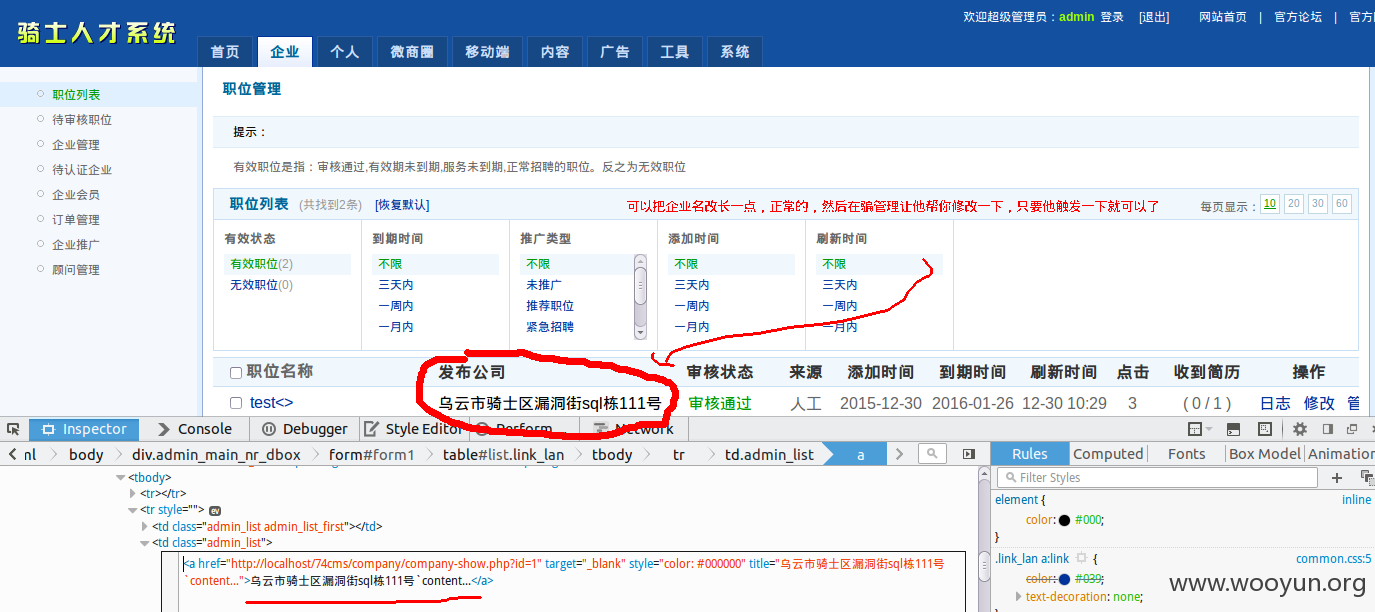 骑士人才系统
欢迎超级管理员：admin 登录 [退出] 网站首页 | 官方论坛 | 官方
首页 企业 个人 微商圈 移动端 内容 广告 工具 系统
职位列表
待审核职位
企业管理
待认证企业
企业会员
订单管理
企业推广
顾问管理
职位管理
提示：
有效职位是指：审核通过,有效期未到期,服务未到期,正常招聘的职位。反之为无效职位
职位列表 (共找到2条) [恢复默认] 可以把企业名改长一点，正常的，然后在骗管理让他帮你修改一下，只要他触发一下就可以了 每页显示： 10 20 30 60
有效状态 到期时间 推广类型 添加时间 刷新时间
有效职位(2) 不限 不限 不限 不限
无效职位(0) 三天内 未推广 三天内 三天内
一周内 推荐职位 一周内 一周内
一月内 紧急招聘 一月内 一月内
职位名称 发布公司 审核状态 来源 添加时间 到期时间 刷新时间 点击 收到简历 操作
test<> 乌云市骑士区漏洞街sql栋111号 审核通过 人工 2015-12-30 2016-01-26 12-30 10:29 3 ( 0 / 1 ) 日志 修改 管
Inspector Console Debugger Style Editor Perform Network
nl body div.admin_main_nr_dbox form#form1 table#list.link_lan tbody tr td.admin_list a Rules Computed Fonts Box Model Animation
Filter Styles
<tbody>
<tr></tr>
<tr style=""> ev
<td class="admin_list admin_list_first"></td>
<td class="admin_list">
<a href="http://localhost/74cms/company/company-show.php?id=1" target="_blank" style="color: #000000" title="乌云市骑士区漏洞街sql栋111号
`content...">乌云市骑士区漏洞街sql栋111号`content...</a>
element { inline
color: #000;
}
.link_lan a:link { common.css:5
color: #039;
text-decoration: none;
}
www.wooyun.org